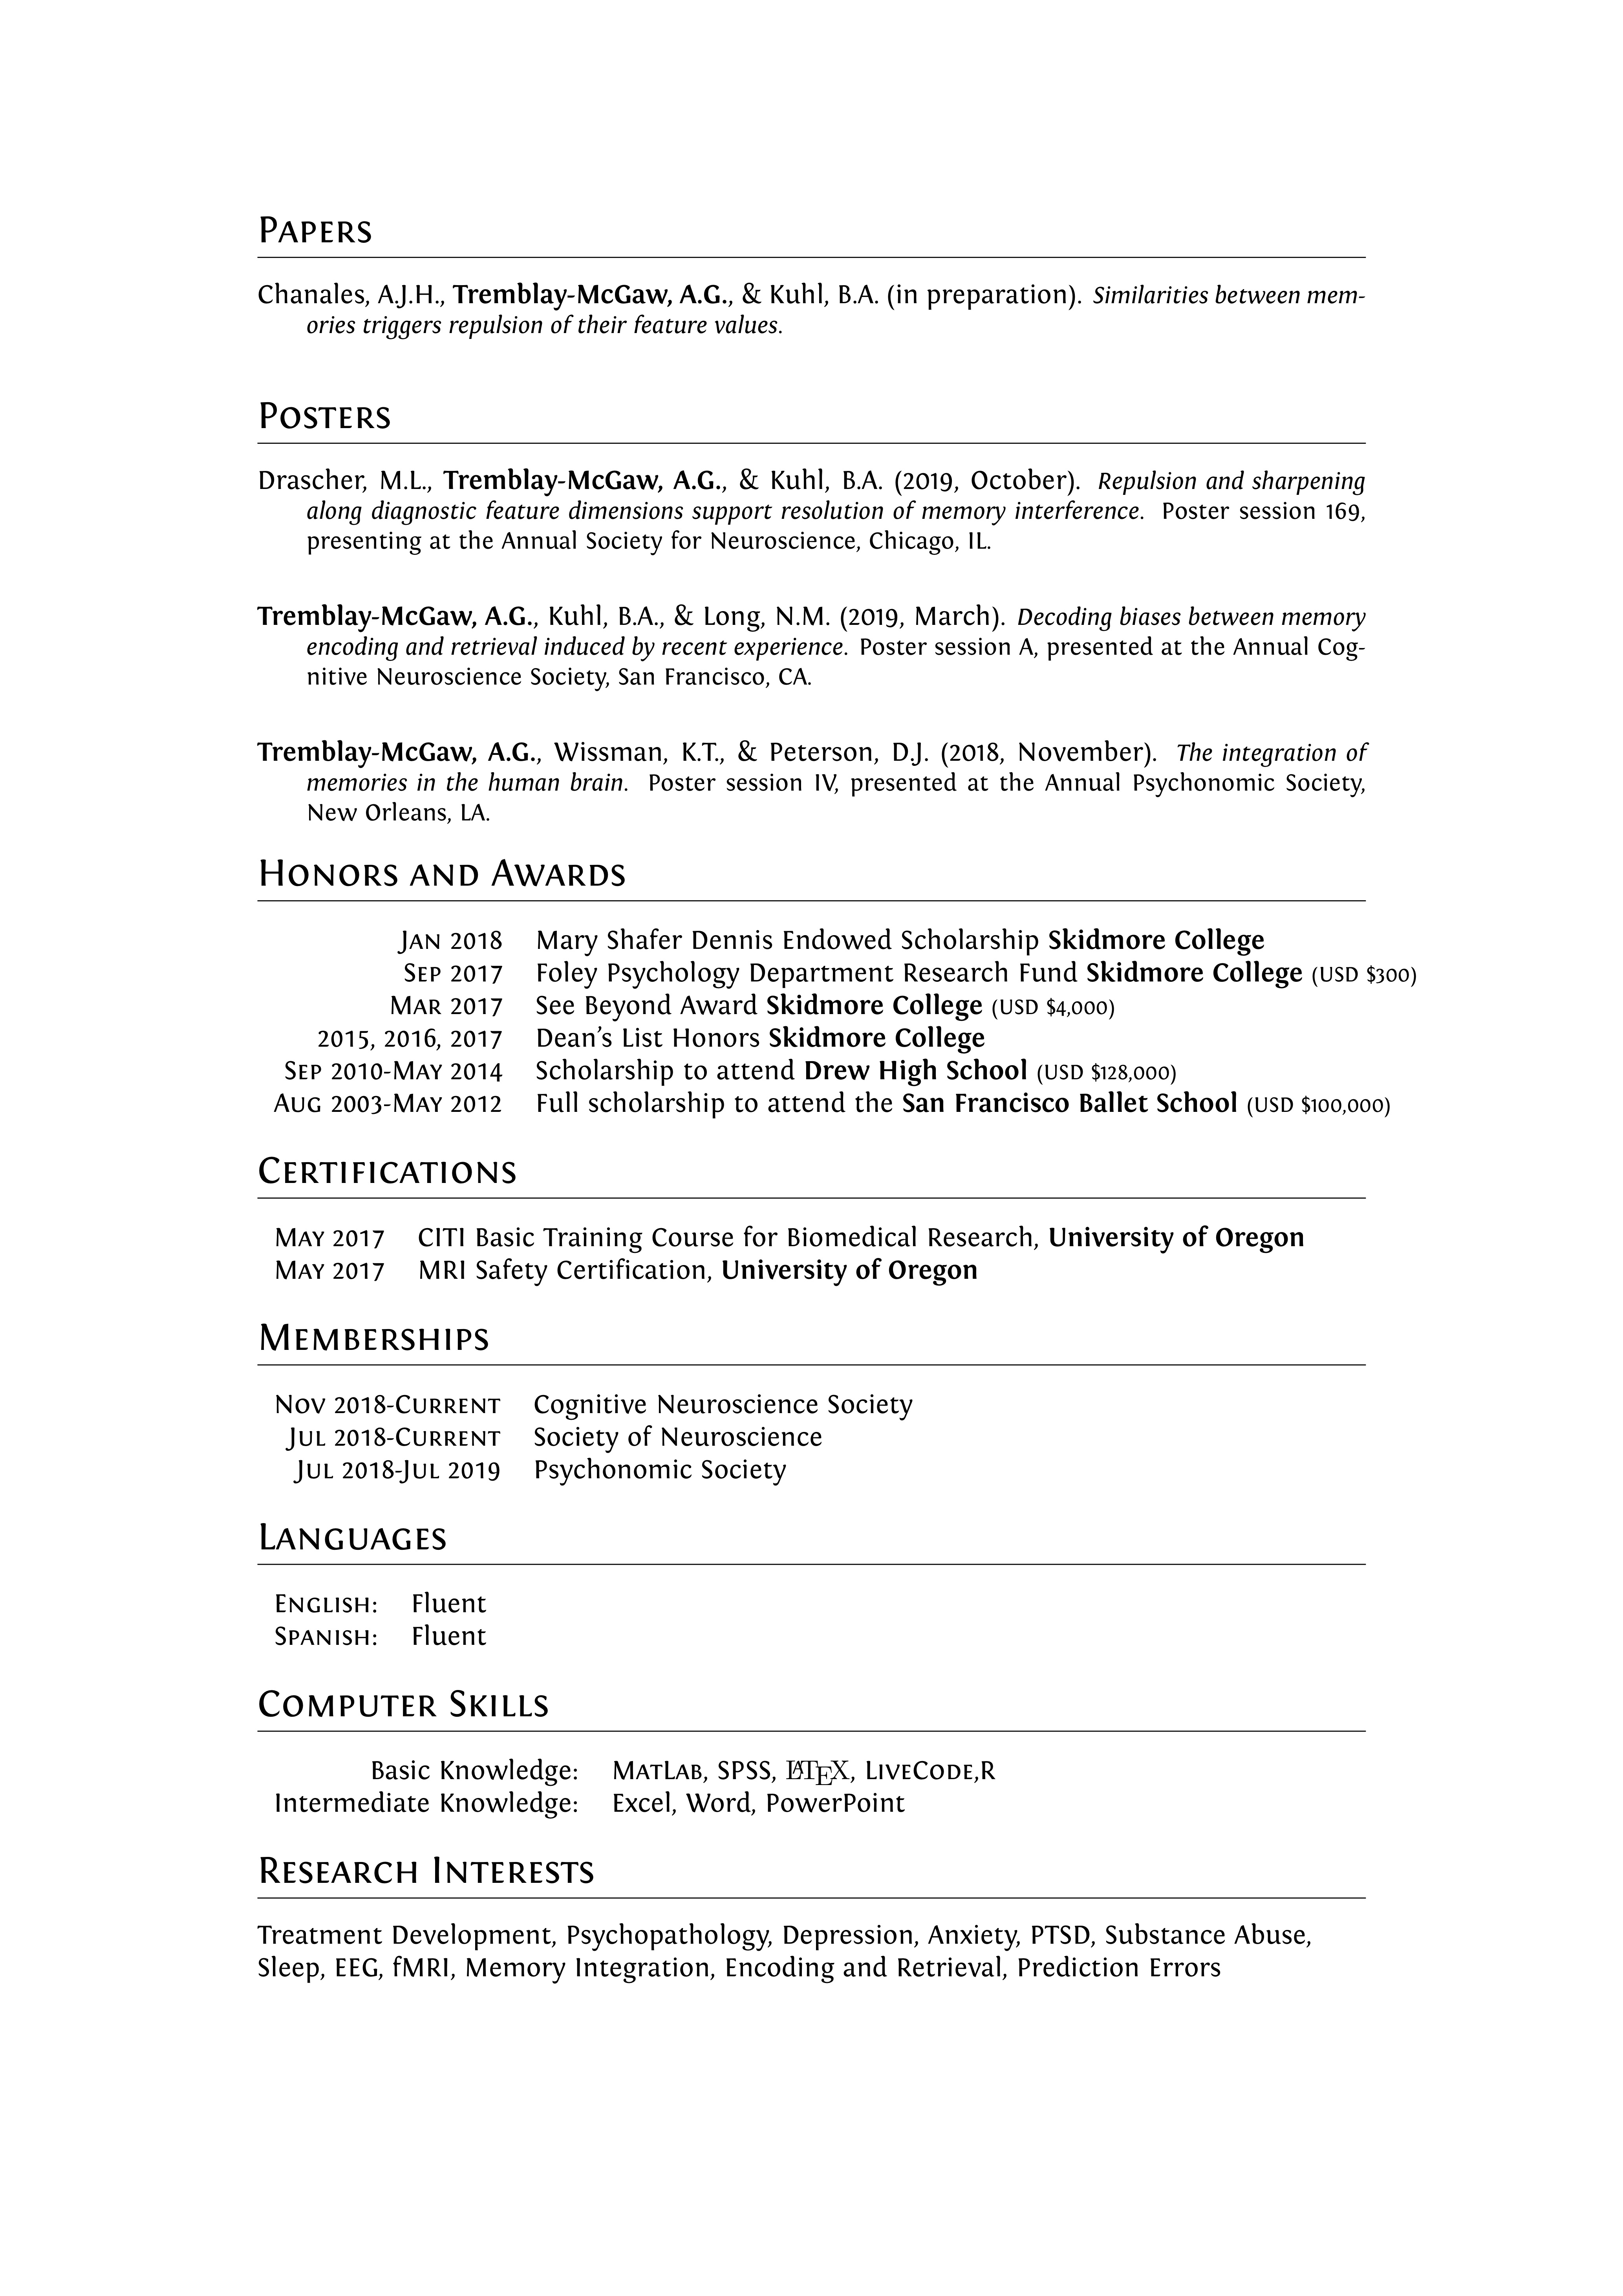 Papers
Chanales, A.J.H., Tremblay-McGaw, A.G., & Kuhl, B.A. (in preparation). Similarities between mem-
ories triggers repulsion of their feature values.
Posters
Drascher, M.L., Tremblay-McGaw, A.G., & Kuhl, B.A. (2019, October). Repulsion and sharpening
along diagnostic feature dimensions support resolution of memory interference. Poster session 169,
presenting at the Annual Society for Neuroscience, Chicago, IL.
Tremblay-McGaw, A.G., Kuhl, B.A., & Long, N.M. (2019, March). Decoding biases between memory
encoding and retrieval induced by recent experience. Poster session A, presented at the Annual Cog-
nitive Neuroscience Society, San Francisco, CA.
Tremblay-McGaw, A.G., Wissman, K.T., & Peterson, D.J. (2018, November). The integration of
memories in the human brain. Poster session IV, presented at the Annual Psychonomic Society,
New Orleans, LA.
Honors and Awards
Jan 2018 Mary Shafer Dennis Endowed Scholarship Skidmore College
Sep 2017 Foley Psychology Department Research Fund Skidmore College (USD $300)
Mar 2017 See Beyond Award Skidmore College (USD $4,000)
2015, 2016, 2017 Dean's List Honors Skidmore College
Sep 2010-May 2014 Scholarship to attend Drew High School (USD $128,000)
Aug 2003-May 2012 Full scholarship to attend the San Francisco Ballet School (USD $100,000)
Certifications
May 2017 CITI Basic Training Course for Biomedical Research, University of Oregon
May 2017 MRI Safety Certification, University of Oregon
Memberships
Nov 2018-Current Cognitive Neuroscience Society
Jul 2018-Current Society of Neuroscience
Jul 2018-Jul 2019 Psychonomic Society
Languages
English: Fluent
Spanish: Fluent
Computer Skills
Basic Knowledge: MatLab, SPSS, LATEX, LiveCode,R
Intermediate Knowledge: Excel, Word, PowerPoint
Research Interests
Treatment Development, Psychopathology, Depression, Anxiety, PTSD, Substance Abuse,
Sleep, EEG, fMRI, Memory Integration, Encoding and Retrieval, Prediction Errors